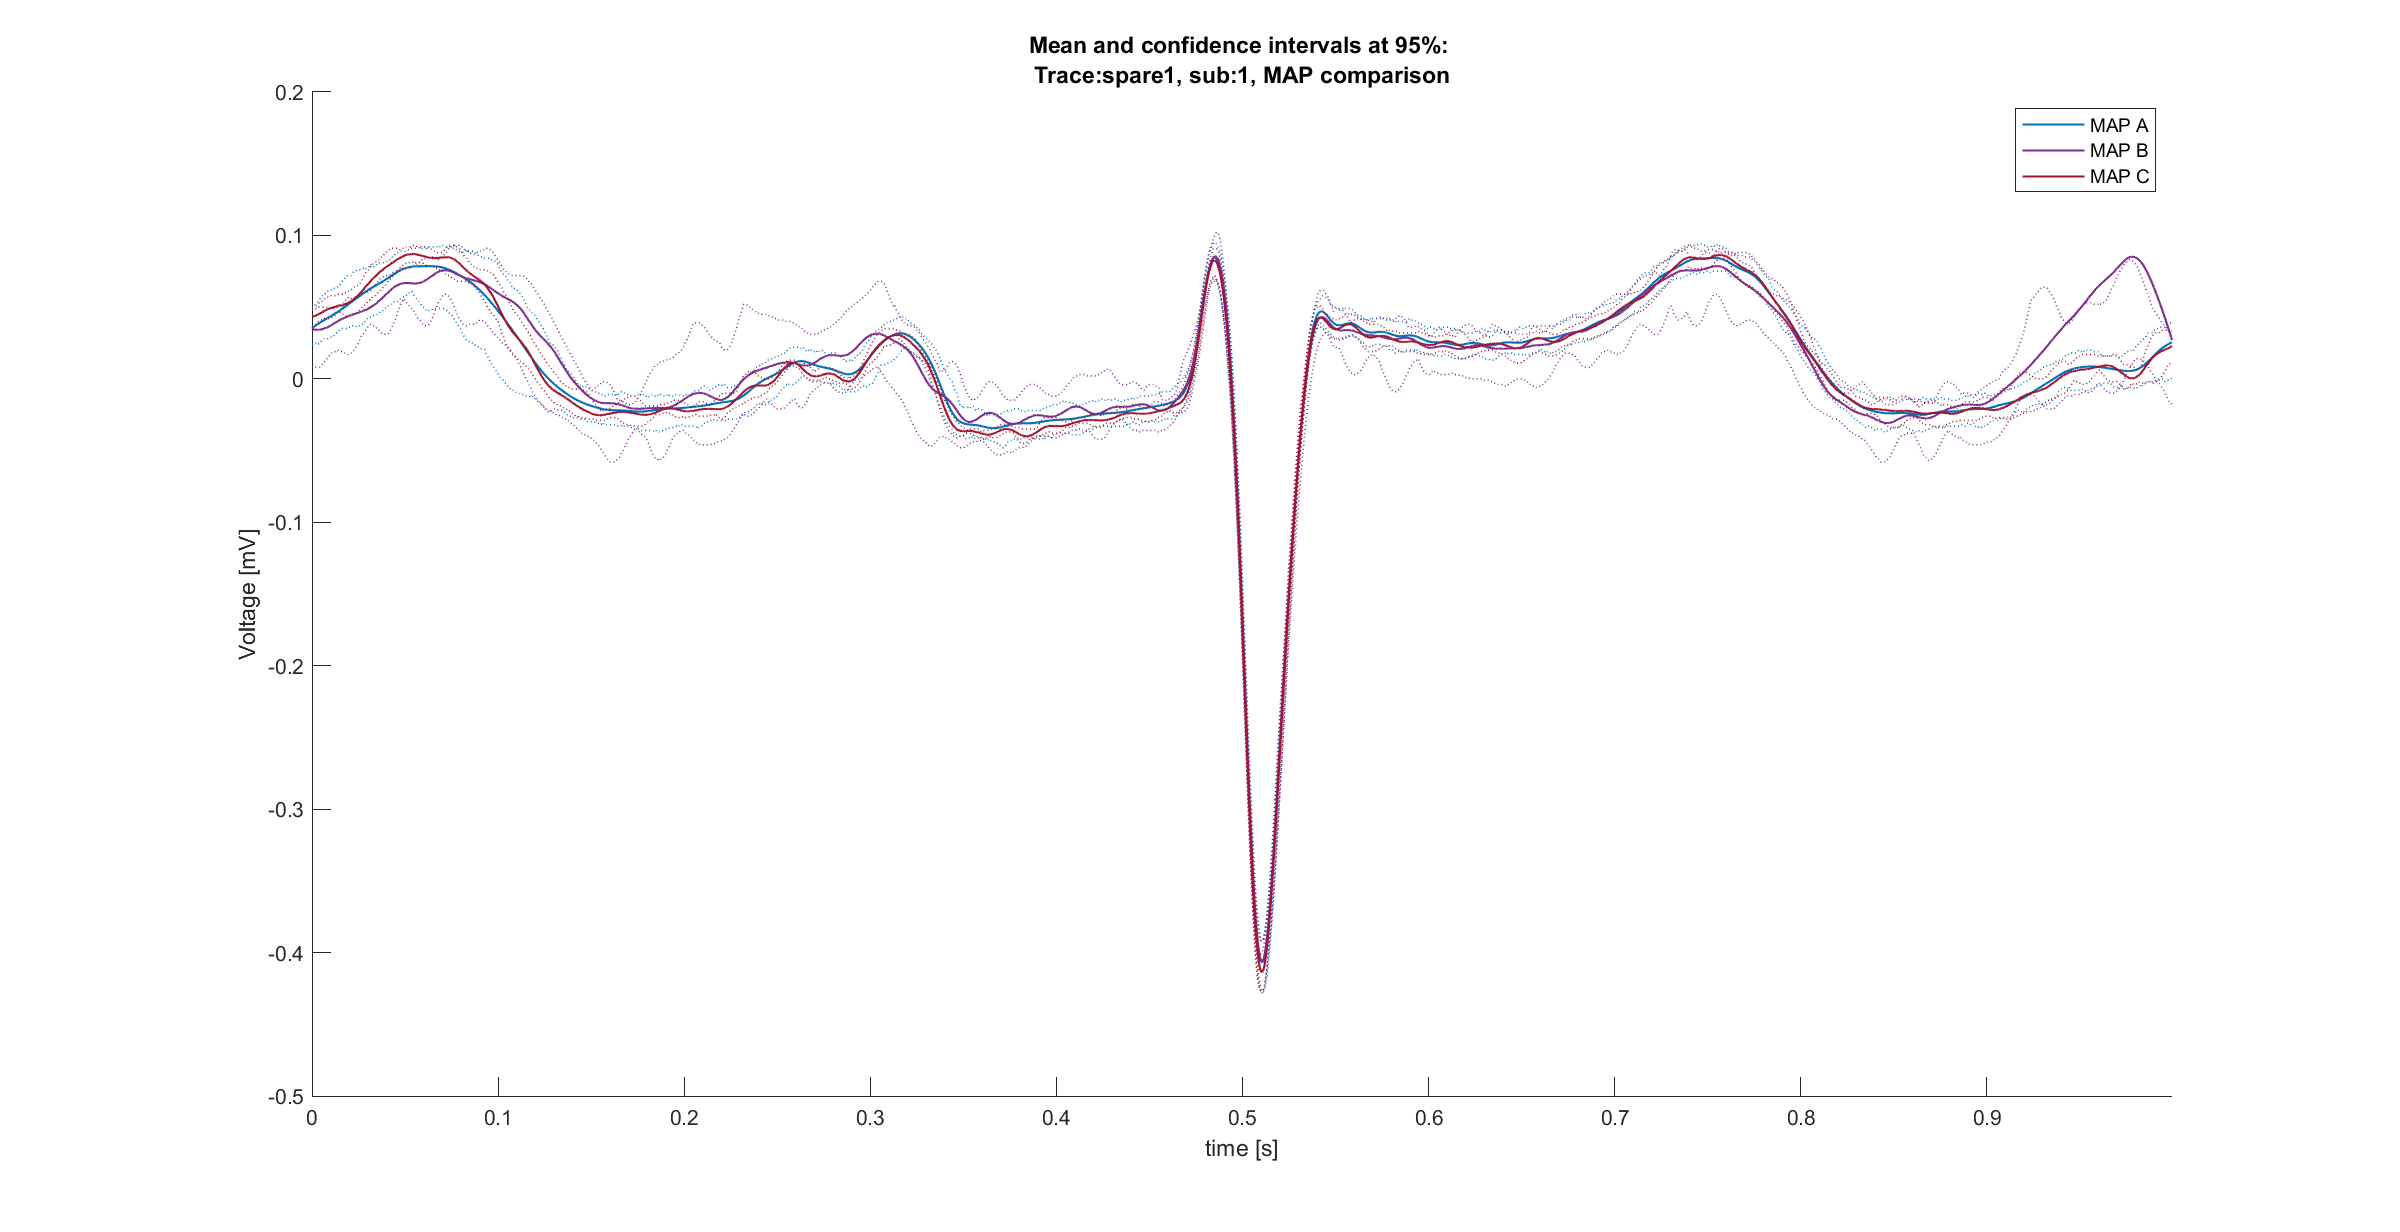 Mean and confidence intervals at 95%:
Trace:spare1, sub:1, MAP comparison
MAP A
MAP B
MAP C
Voltage [mV]
0.2
0.1
0
-0.1
-0.2
-0.3
-0.4
-0.5
0
0.1
0.2
0.3
0.4
0.5
0.6
0.7
0.8
0.9
time [s]